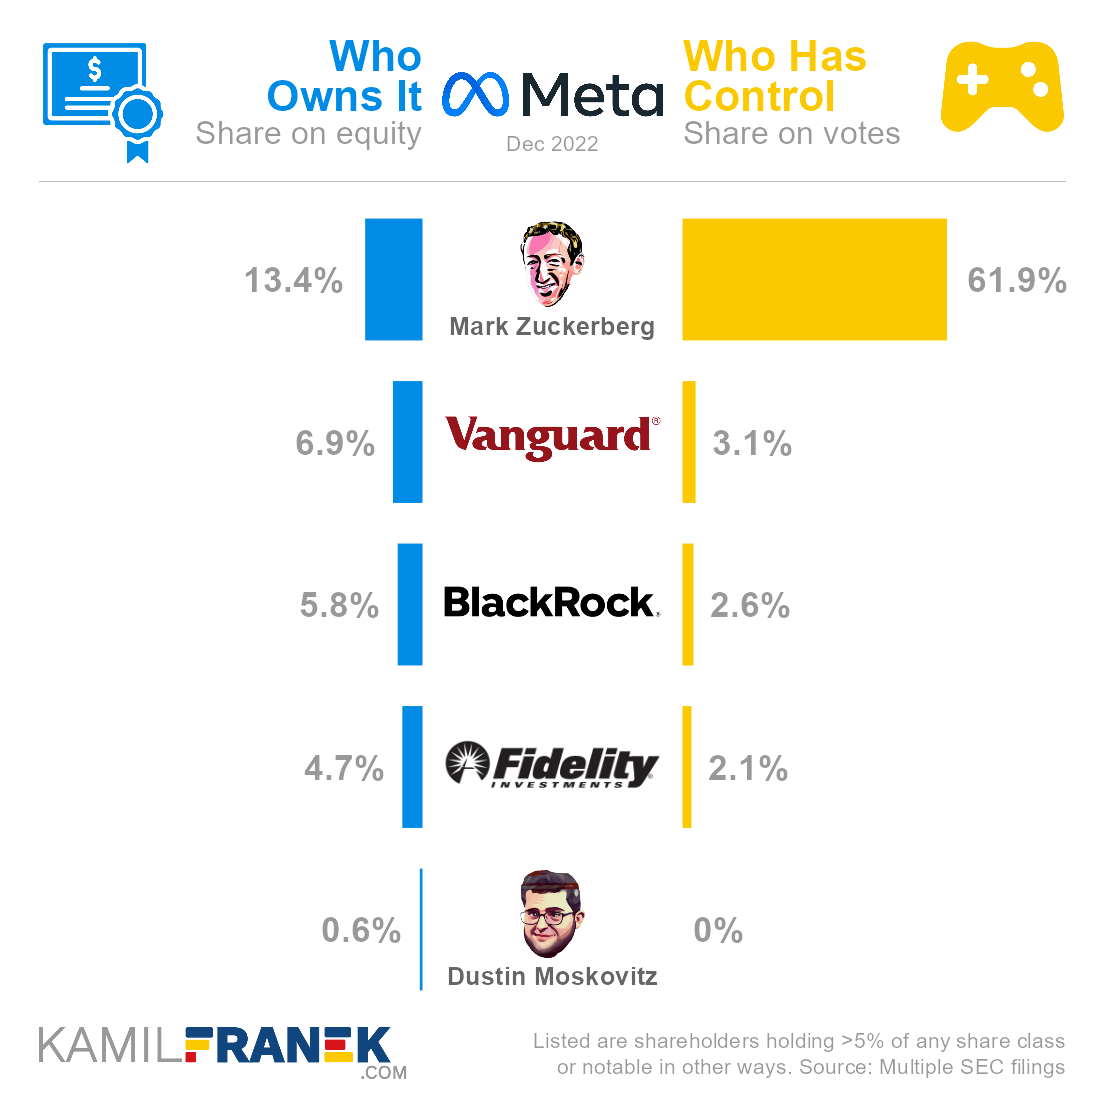 Who
Owns It
Share on equity
$
Meta
Dec 2022
Who Has
Control
Share on votes
13.4%
Mark Zuckerberg
61.9%
6.9%
Vanguard®
3.1%
5.8%
BlackRock®
2.6%
4.7%
Fidelity®
INVESTMENTS
2.1%
0.6%
Dustin Moskovitz
0%
KAMILFRANEK
.COM
Listed are shareholders holding >5% of any share class
or notable in other ways. Source: Multiple SEC filings